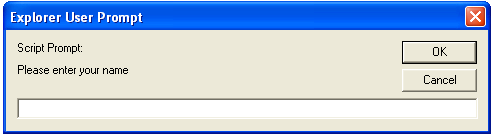 Explorer User Prompt
Script Prompt:
OK
Please enter your name
Cancel